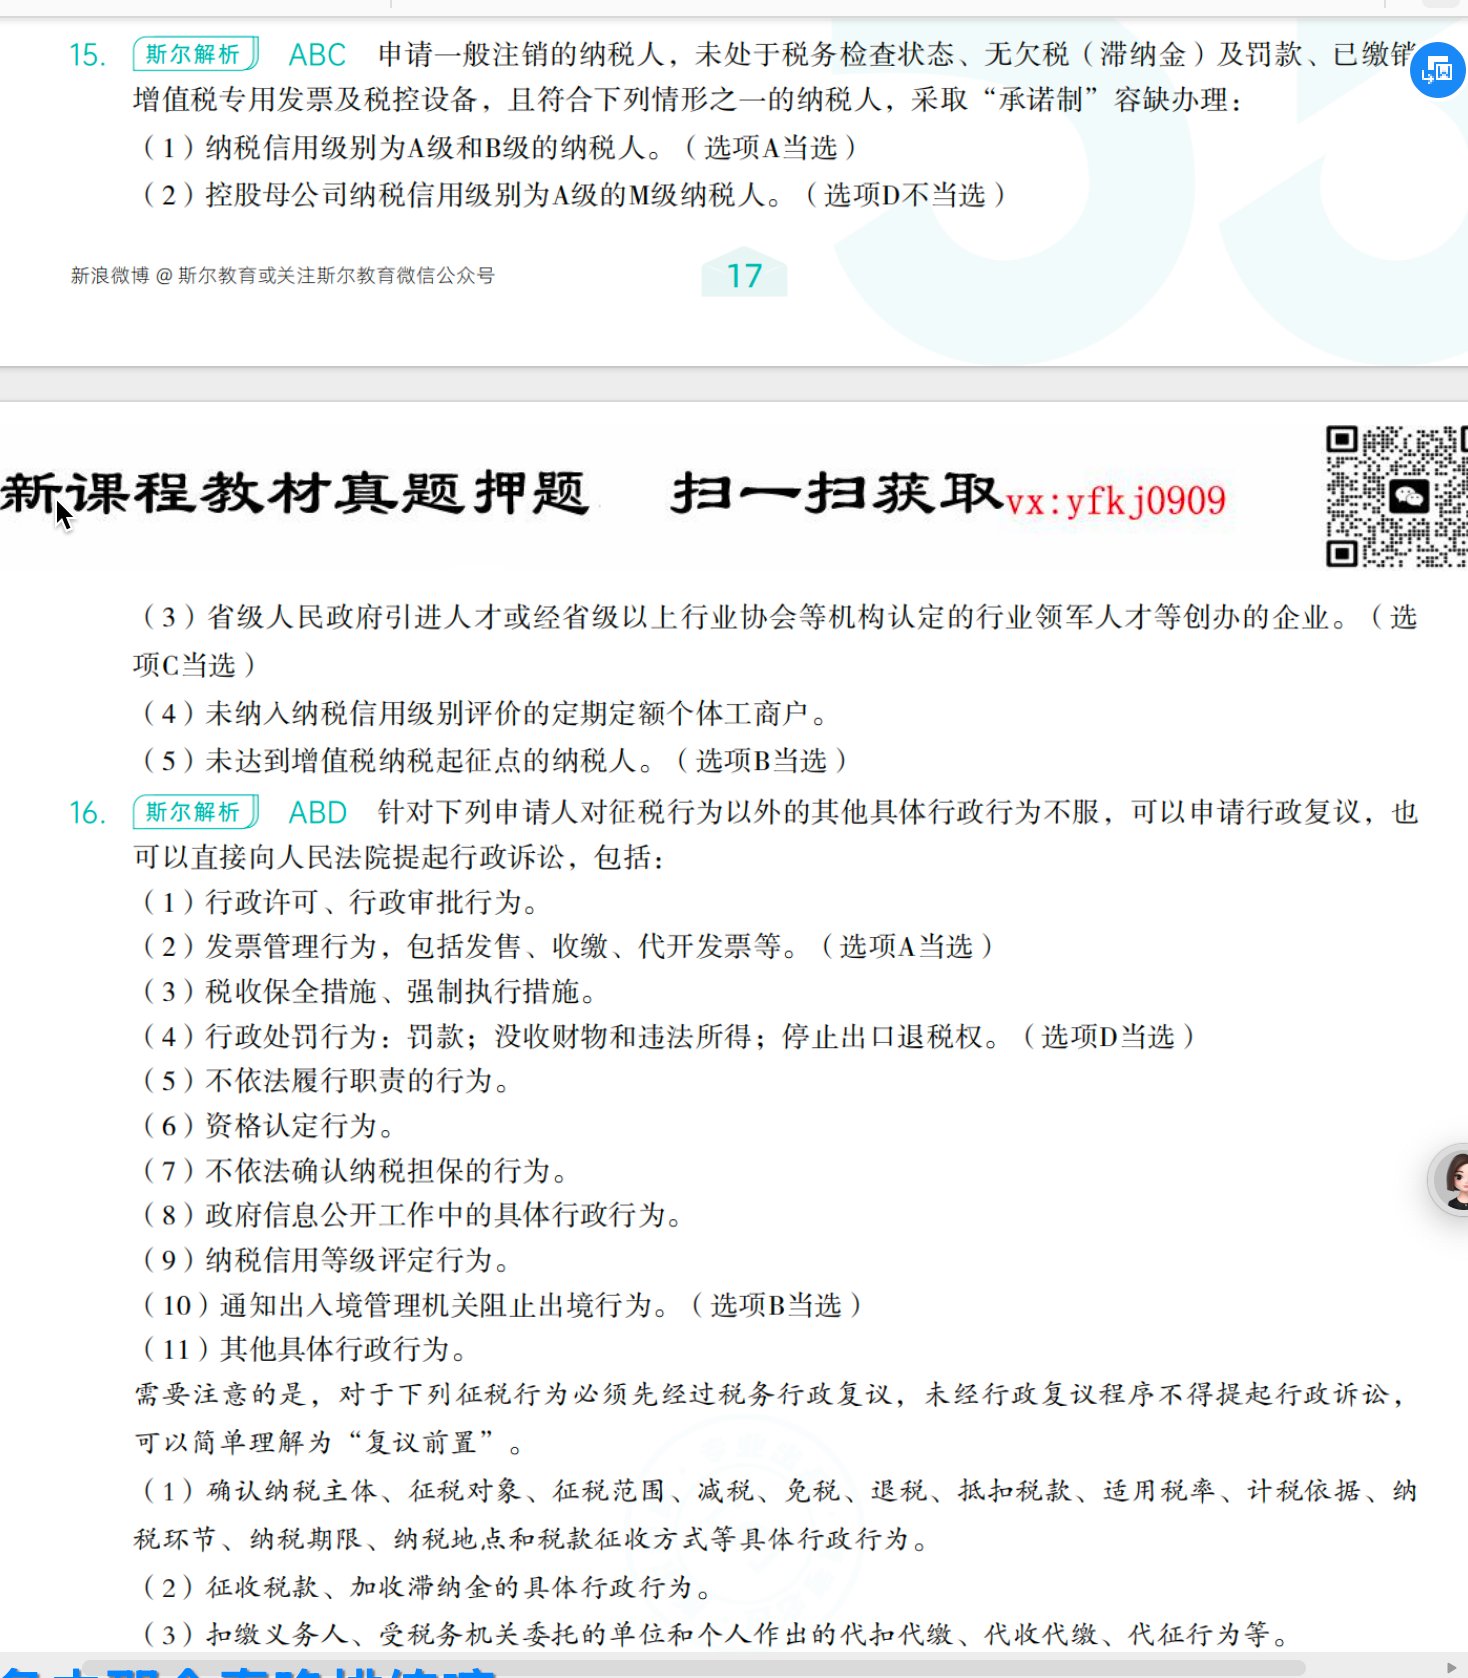 15. 斯尔解析 ABC 申请一般注销的纳税人，未处于税务检查状态、无欠税（滞纳金）及罚款、已缴销
增值税专用发票及税控设备，且符合下列情形之一的纳税人，采取“承诺制”容缺办理：
（1）纳税信用级别为A级和B级的纳税人。（选项A当选）
（2）控股母公司纳税信用级别为A级的M级纳税人。（选项D不当选）
新浪微博 @ 斯尔教育或关注斯尔教育微信公众号
17
新课程教材真题押题 扫一扫获取vx:yfkj0909
（3）省级人民政府引进人才或经省级以上行业协会等机构认定的行业领军人才等创办的企业。（选
项C当选）
（4）未纳入纳税信用级别评价的定期定额个体工商户。
（5）未达到增值税纳税起征点的纳税人。（选项B当选）
16. 斯尔解析 ABD 针对下列申请人对征税行为以外的其他具体行政行为不服，可以申请行政复议，也
可以直接向人民法院提起行政诉讼，包括：
（1）行政许可、行政审批行为。
（2）发票管理行为，包括发售、收缴、代开发票等。（选项A当选）
（3）税收保全措施、强制执行措施。
（4）行政处罚行为：罚款；没收财物和违法所得；停止出口退税权。（选项D当选）
（5）不依法履行职责的行为。
（6）资格认定行为。
（7）不依法确认纳税担保的行为。
（8）政府信息公开工作中的具体行政行为。
（9）纳税信用等级评定行为。
（10）通知出入境管理机关阻止出境行为。（选项B当选）
（11）其他具体行政行为。
需要注意的是，对于下列征税行为必须先经过税务行政复议，未经行政复议程序不得提起行政诉讼，
可以简单理解为“复议前置”。
（1）确认纳税主体、征税对象、征税范围、减税、免税、退税、抵扣税款、适用税率、计税依据、纳
税环节、纳税期限、纳税地点和税款征收方式等具体行政行为。
（2）征收税款、加收滞纳金的具体行政行为。
（3）扣缴义务人、受税务机关委托的单位和个人作出的代扣代缴、代收代缴、代征行为等。